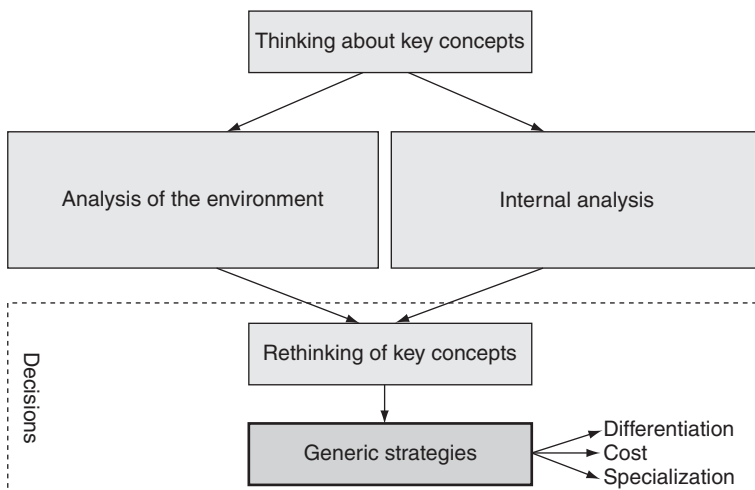 Thinking about key concepts
Analysis of the environment
Internal analysis
Decisions
Rethinking of key concepts
Generic strategies
Differentiation
Cost
Specialization